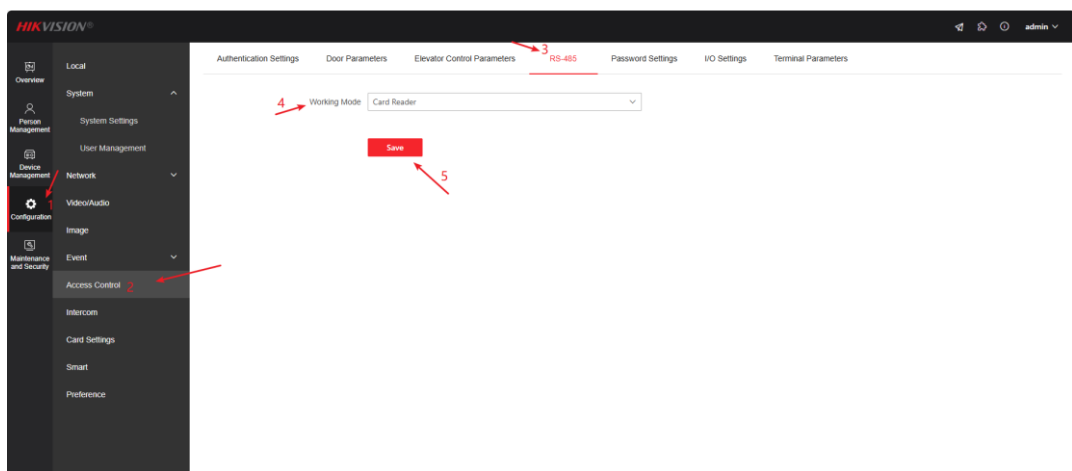 HIKVISION®
admin
Overview
Person
Management
Device
Management
1
Configuration
Maintenance
and Security
Local
System
System Settings
User Management
Network
Video/Audio
Image
Event
Access Control 2
Intercom
Card Settings
Smart
Preference
3
Authentication Settings Door Parameters Elevator Control Parameters RS-485 Password Settings I/O Settings Terminal Parameters
4 Working Mode Card Reader
Save
5